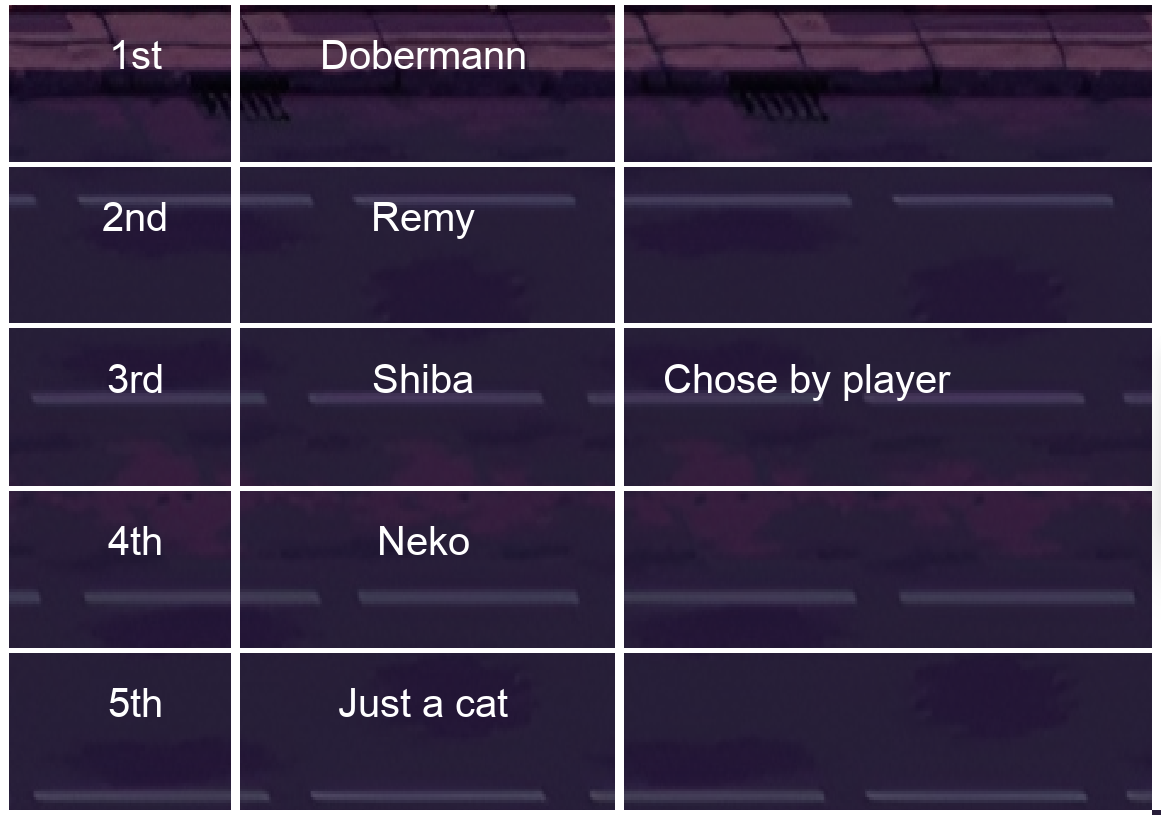 1st Dobermann
2nd Remy
3rd Shiba Chose by player
4th Neko
5th Just a cat